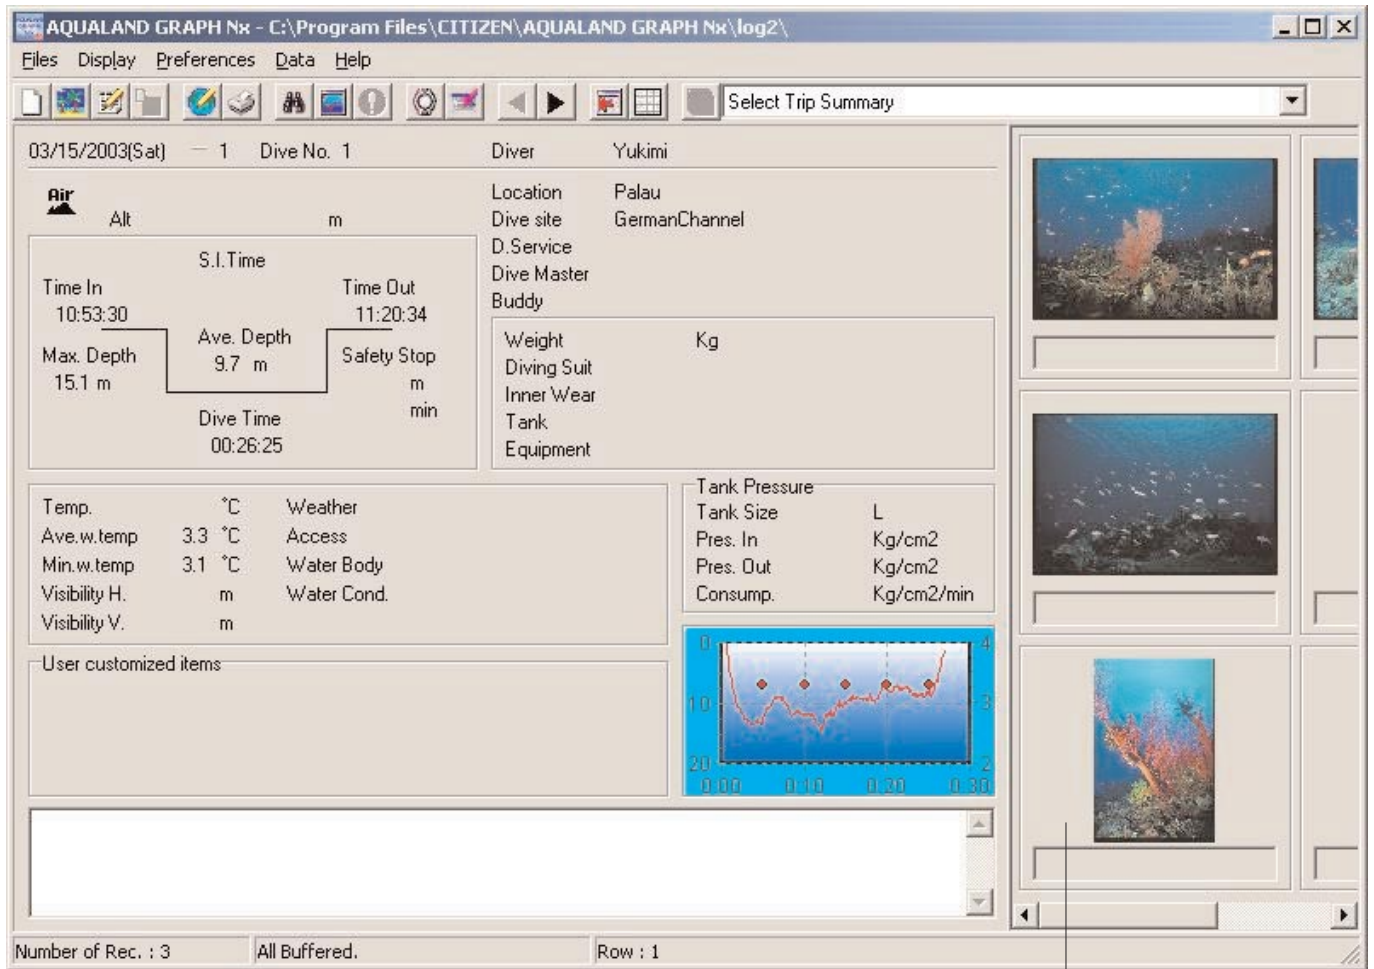 AQUALAND GRAPH Nx - C:\Program Files\CITIZEN\AQUALAND GRAPH Nx\log2\
Files Display Preferences Data Help
Select Trip Summary
03/15/2003(Sat) — 1 Dive No. 1 Diver Yukimi
Air
Alt m
Location Palau
Dive site GermanChannel
D.Service
Dive Master
Buddy
S.I.Time
Time In Time Out
10:53:30 11:20:34
Ave. Depth
9.7 m
Max. Depth Safety Stop
15.1 m m
min
Dive Time
00:26:25
Weight Kg
Diving Suit
Inner Wear
Tank
Equipment
Temp. °C Weather
Ave.w.temp 3.3 °C Access
Min.w.temp 3.1 °C Water Body
Visibility H. m Water Cond.
Visibility V. m
Tank Pressure
Tank Size L
Pres. In Kg/cm2
Pres. Out Kg/cm2
Consump. Kg/cm2/min
User customized items
0 4
10 3
20 2
0:00 0:10 0:20 0:30
Number of Rec. : 3 All Buffered. Row : 1